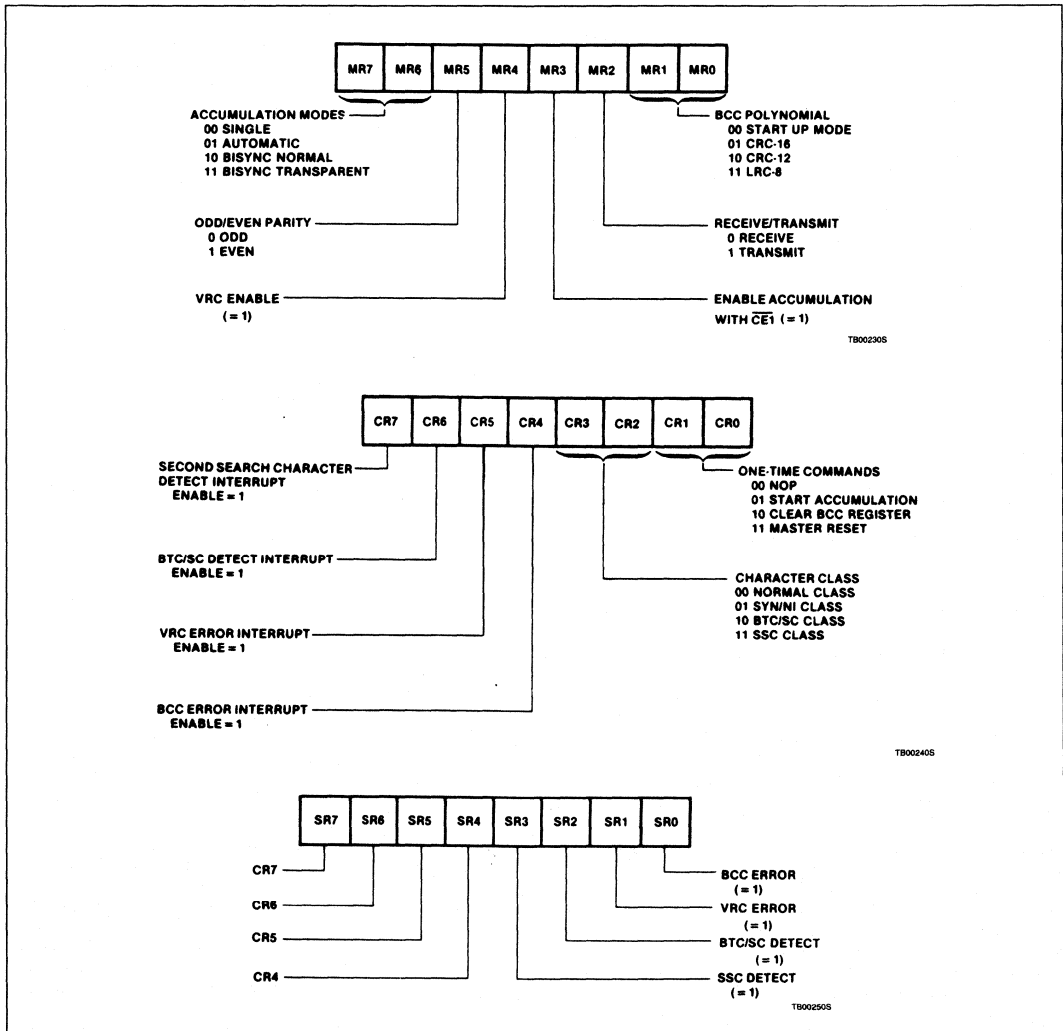 MR7 MR6 MR5 MR4 MR3 MR2 MR1 MR0
ACCUMULATION MODES
00 SINGLE
01 AUTOMATIC
10 BISYNC NORMAL
11 BISYNC TRANSPARENT
BCC POLYNOMIAL
00 START UP MODE
01 CRC-16
10 CRC-12
11 LRC-8
ODD/EVEN PARITY
0 ODD
1 EVEN
RECEIVE/TRANSMIT
0 RECEIVE
1 TRANSMIT
VRC ENABLE
(= 1)
ENABLE ACCUMULATION
WITH C̅E̅1̅ (= 1)
TB00230S
CR7 CR6 CR5 CR4 CR3 CR2 CR1 CR0
SECOND SEARCH CHARACTER
DETECT INTERRUPT
ENABLE = 1
ONE-TIME COMMANDS
00 NOP
01 START ACCUMULATION
10 CLEAR BCC REGISTER
11 MASTER RESET
BTC/SC DETECT INTERRUPT
ENABLE = 1
CHARACTER CLASS
00 NORMAL CLASS
01 SYN/NI CLASS
10 BTC/SC CLASS
11 SSC CLASS
VRC ERROR INTERRUPT
ENABLE = 1
BCC ERROR INTERRUPT
ENABLE = 1
TB00240S
SR7 SR6 SR5 SR4 SR3 SR2 SR1 SR0
CR7
CR6
CR5
CR4
BCC ERROR
(= 1)
VRC ERROR
(= 1)
BTC/SC DETECT
(= 1)
SSC DETECT
(= 1)
TB00250S